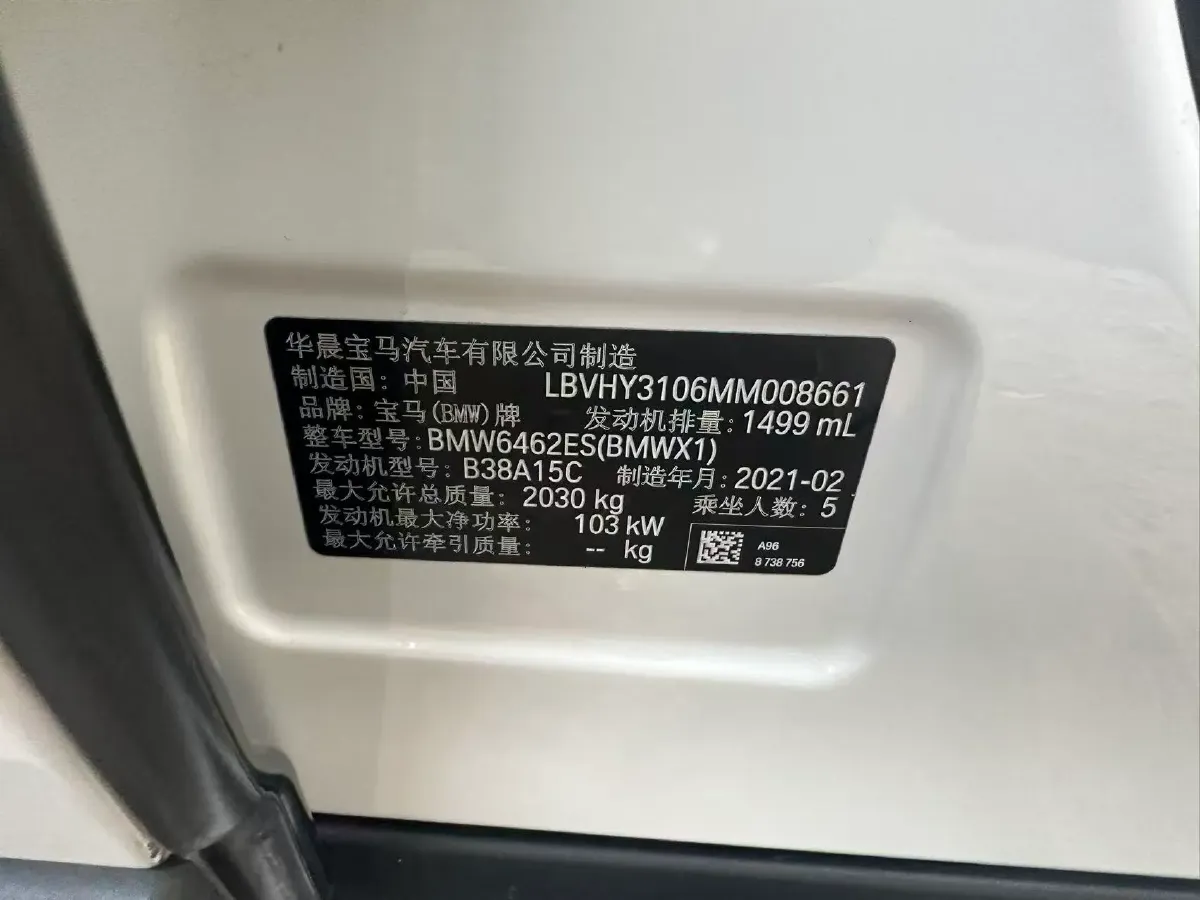 华晨宝马汽车有限公司制造
制造国：中国 LBVHY3106MM008661
品牌：宝马(BMW)牌 发动机排量：1499 mL
整车型号：BMW6462ES(BMWX1)
发动机型号：B38A15C 制造年月：2021-02
最大允许总质量：2030 kg 乘坐人数：5
发动机最大净功率：103 kW
最大允许牵引质量：-- kg
A96
8 738 756